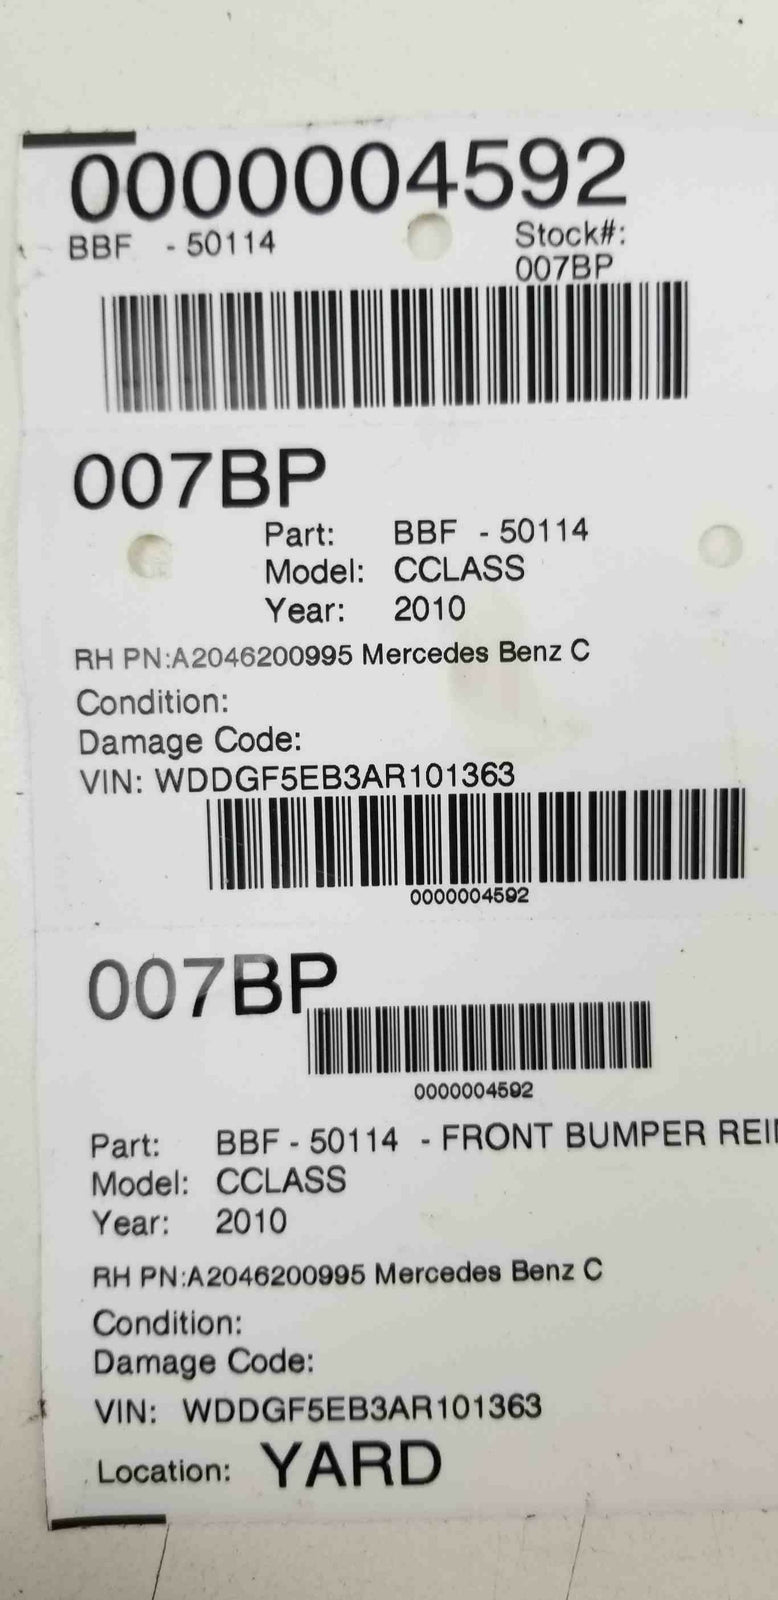 0000004592
BBF - 50114
Stock#:
007BP
007BP
Part: BBF - 50114
Model: CCLASS
Year: 2010
RH PN:A2046200995 Mercedes Benz C
Condition:
Damage Code:
VIN: WDDGF5EB3AR101363
0000004592
007BP
0000004592
Part: BBF - 50114 - FRONT BUMPER
Model: CCLASS
Year: 2010
RH PN:A2046200995 Mercedes Benz C
Condition:
Damage Code:
VIN: WDDGF5EB3AR101363
Location: YARD